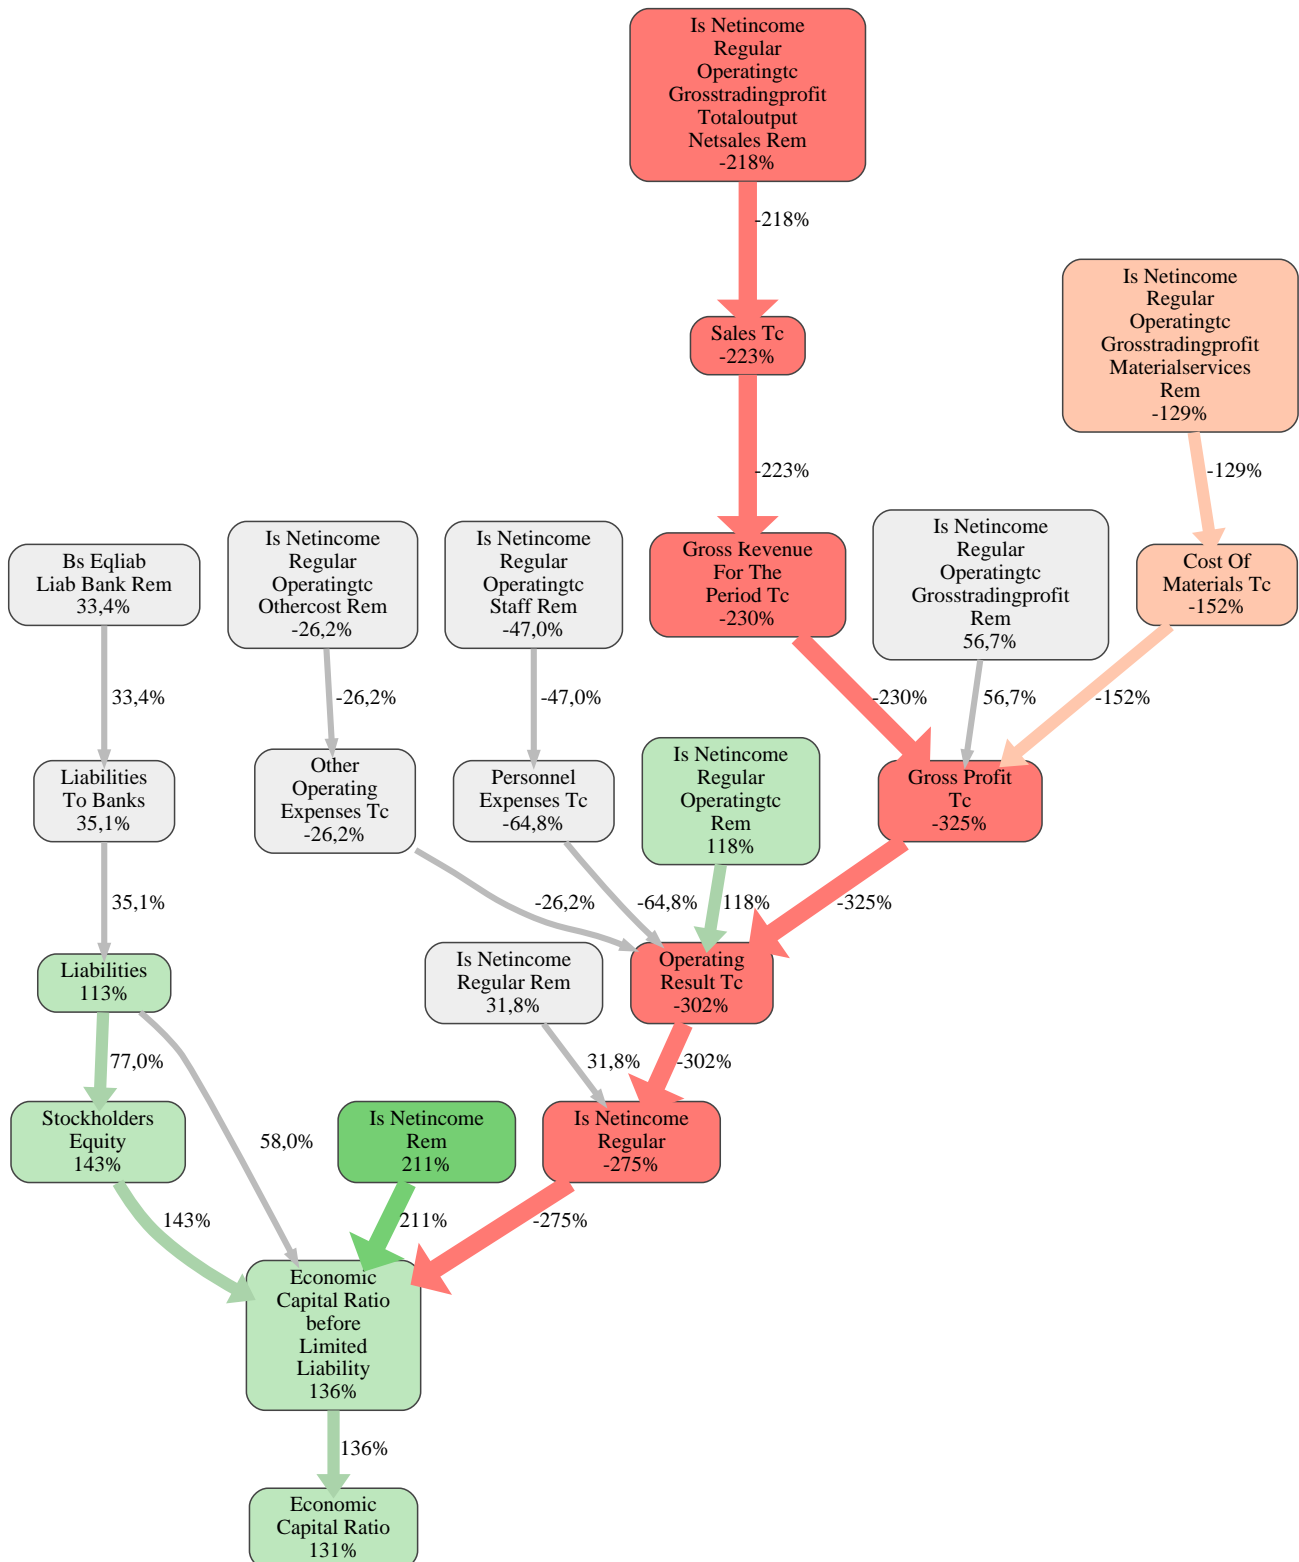 Is Netincome
Regular
Operatingtc
Grosstradingprofit
Totaloutput
Netsales Rem
-218%
-218%
Is Netincome
Regular
Operatingtc
Grosstradingprofit
Materialservices
Rem
-129%
Sales Tc
-223%
-223%
-129%
Bs Eqliab
Liab Bank Rem
33,4%
Is Netincome
Regular
Operatingtc
Othercost Rem
-26,2%
Is Netincome
Regular
Operatingtc
Staff Rem
-47,0%
Gross Revenue
For The
Period Tc
-230%
Is Netincome
Regular
Operatingtc
Grosstradingprofit
Rem
56,7%
Cost Of
Materials Tc
-152%
33,4%
-26,2%
-47,0%
-230%
56,7%
-152%
Liabilities
To Banks
35,1%
Other
Operating
Expenses Tc
-26,2%
Personnel
Expenses Tc
-64,8%
Is Netincome
Regular
Operatingtc
Rem
118%
Gross Profit
Tc
-325%
35,1%
-26,2%
-64,8%
118%
-325%
Liabilities
113%
Is Netincome
Regular Rem
31,8%
Operating
Result Tc
-302%
77,0%
31,8%
-302%
Stockholders
Equity
143%
58,0%
Is Netincome
Rem
211%
Is Netincome
Regular
-275%
143%
211%
-275%
Economic
Capital Ratio
before
Limited
Liability
136%
136%
Economic
Capital Ratio
131%